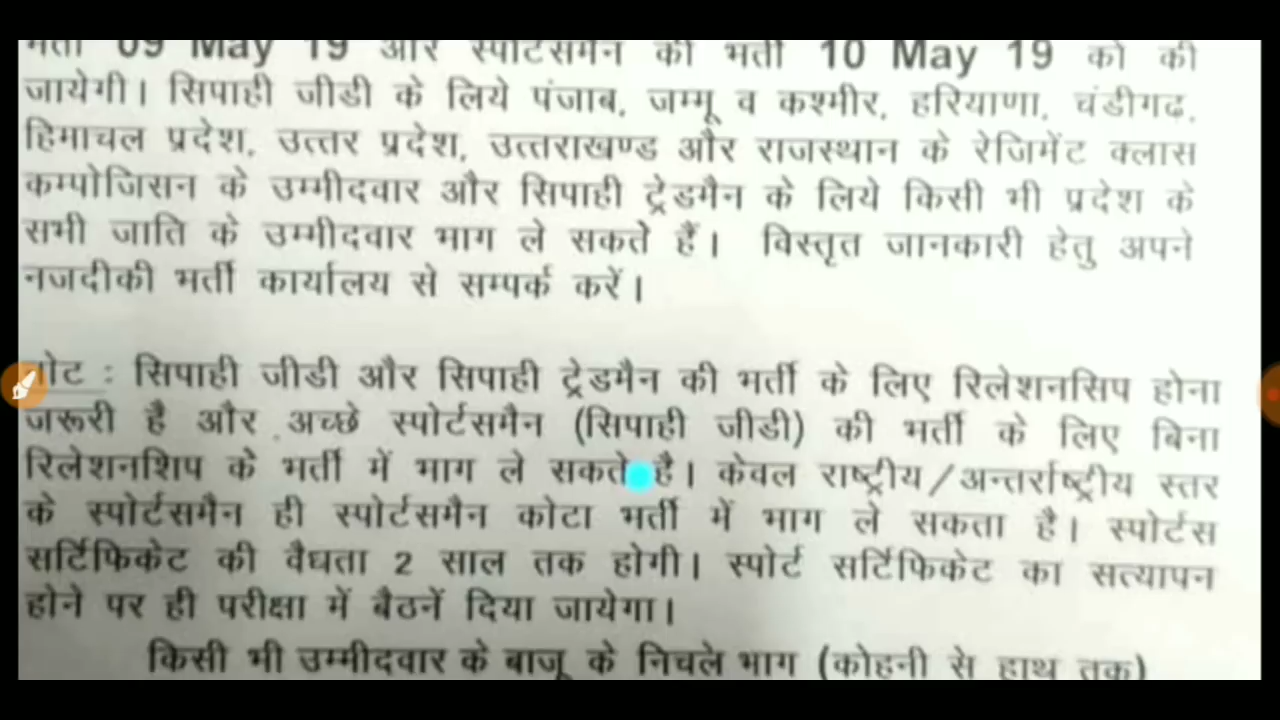 भर्ती 09 May 19 और स्पोर्टसमैन की भर्ती 10 May 19 को की
जायेगी। सिपाही जीडी के लिये पंजाब, जम्मू व कश्मीर, हरियाणा, चंडीगढ,
हिमाचल प्रदेश, उत्तर प्रदेश, उत्तराखण्ड और राजस्थान के रेजिमेंट क्लास
कम्पोजिसन के उम्मीदवार और सिपाही ट्रेडमैन के लिये किसी भी प्रदेश के
सभी जाति के उम्मीदवार भाग ले सकते हैं। विस्तृत जानकारी हेतु अपने
नजदीकी भर्ती कार्यालय से सम्पर्क करें।
नोट : सिपाही जीडी और सिपाही ट्रेडमैन की भर्ती के लिए रिलेशनसिप होना
जरूरी है और अच्छे स्पोर्टसमैन (सिपाही जीडी) की भर्ती के लिए बिना
रिलेशनशिप के भर्ती में भाग ले सकते है। केवल राष्ट्रीय/अन्तर्राष्ट्रीय स्तर
के स्पोर्टसमैन ही स्पोर्टसमैन कोटा भर्ती में भाग ले सकता है। स्पोर्टस
सर्टिफिकेट की वैधता 2 साल तक होगी। स्पोर्ट सर्टिफिकेट का सत्यापन
होने पर ही परीक्षा में बैठनें दिया जायेगा।
किसी भी उम्मीदवार के बाजू के निचले भाग (कोहनी से हाथ तक)